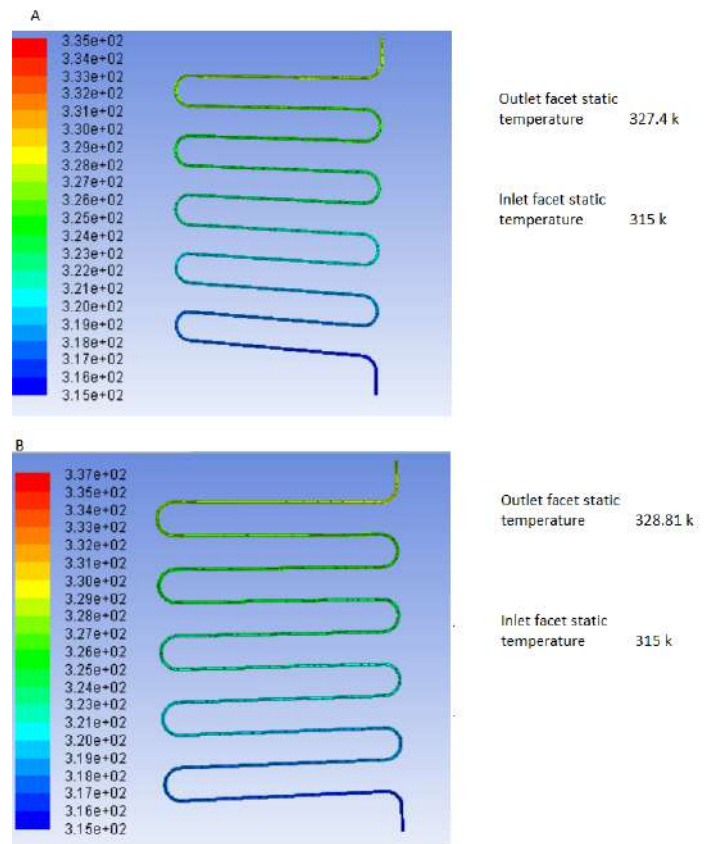 A
3.35e+02
3.34e+02
3.33e+02
3.32e+02
3.31e+02
3.30e+02
3.29e+02
3.28e+02
3.27e+02
3.26e+02
3.25e+02
3.24e+02
3.23e+02
3.22e+02
3.21e+02
3.20e+02
3.19e+02
3.18e+02
3.17e+02
3.16e+02
3.15e+02
Outlet facet static
temperature 327.4 k
Inlet facet static
temperature 315 k
B
3.37e+02
3.35e+02
3.34e+02
3.33e+02
3.32e+02
3.31e+02
3.30e+02
3.29e+02
3.28e+02
3.27e+02
3.26e+02
3.25e+02
3.23e+02
3.21e+02
3.20e+02
3.19e+02
3.18e+02
3.17e+02
3.16e+02
3.15e+02
Outlet facet static
temperature 328.81 k
Inlet facet static
temperature 315 k